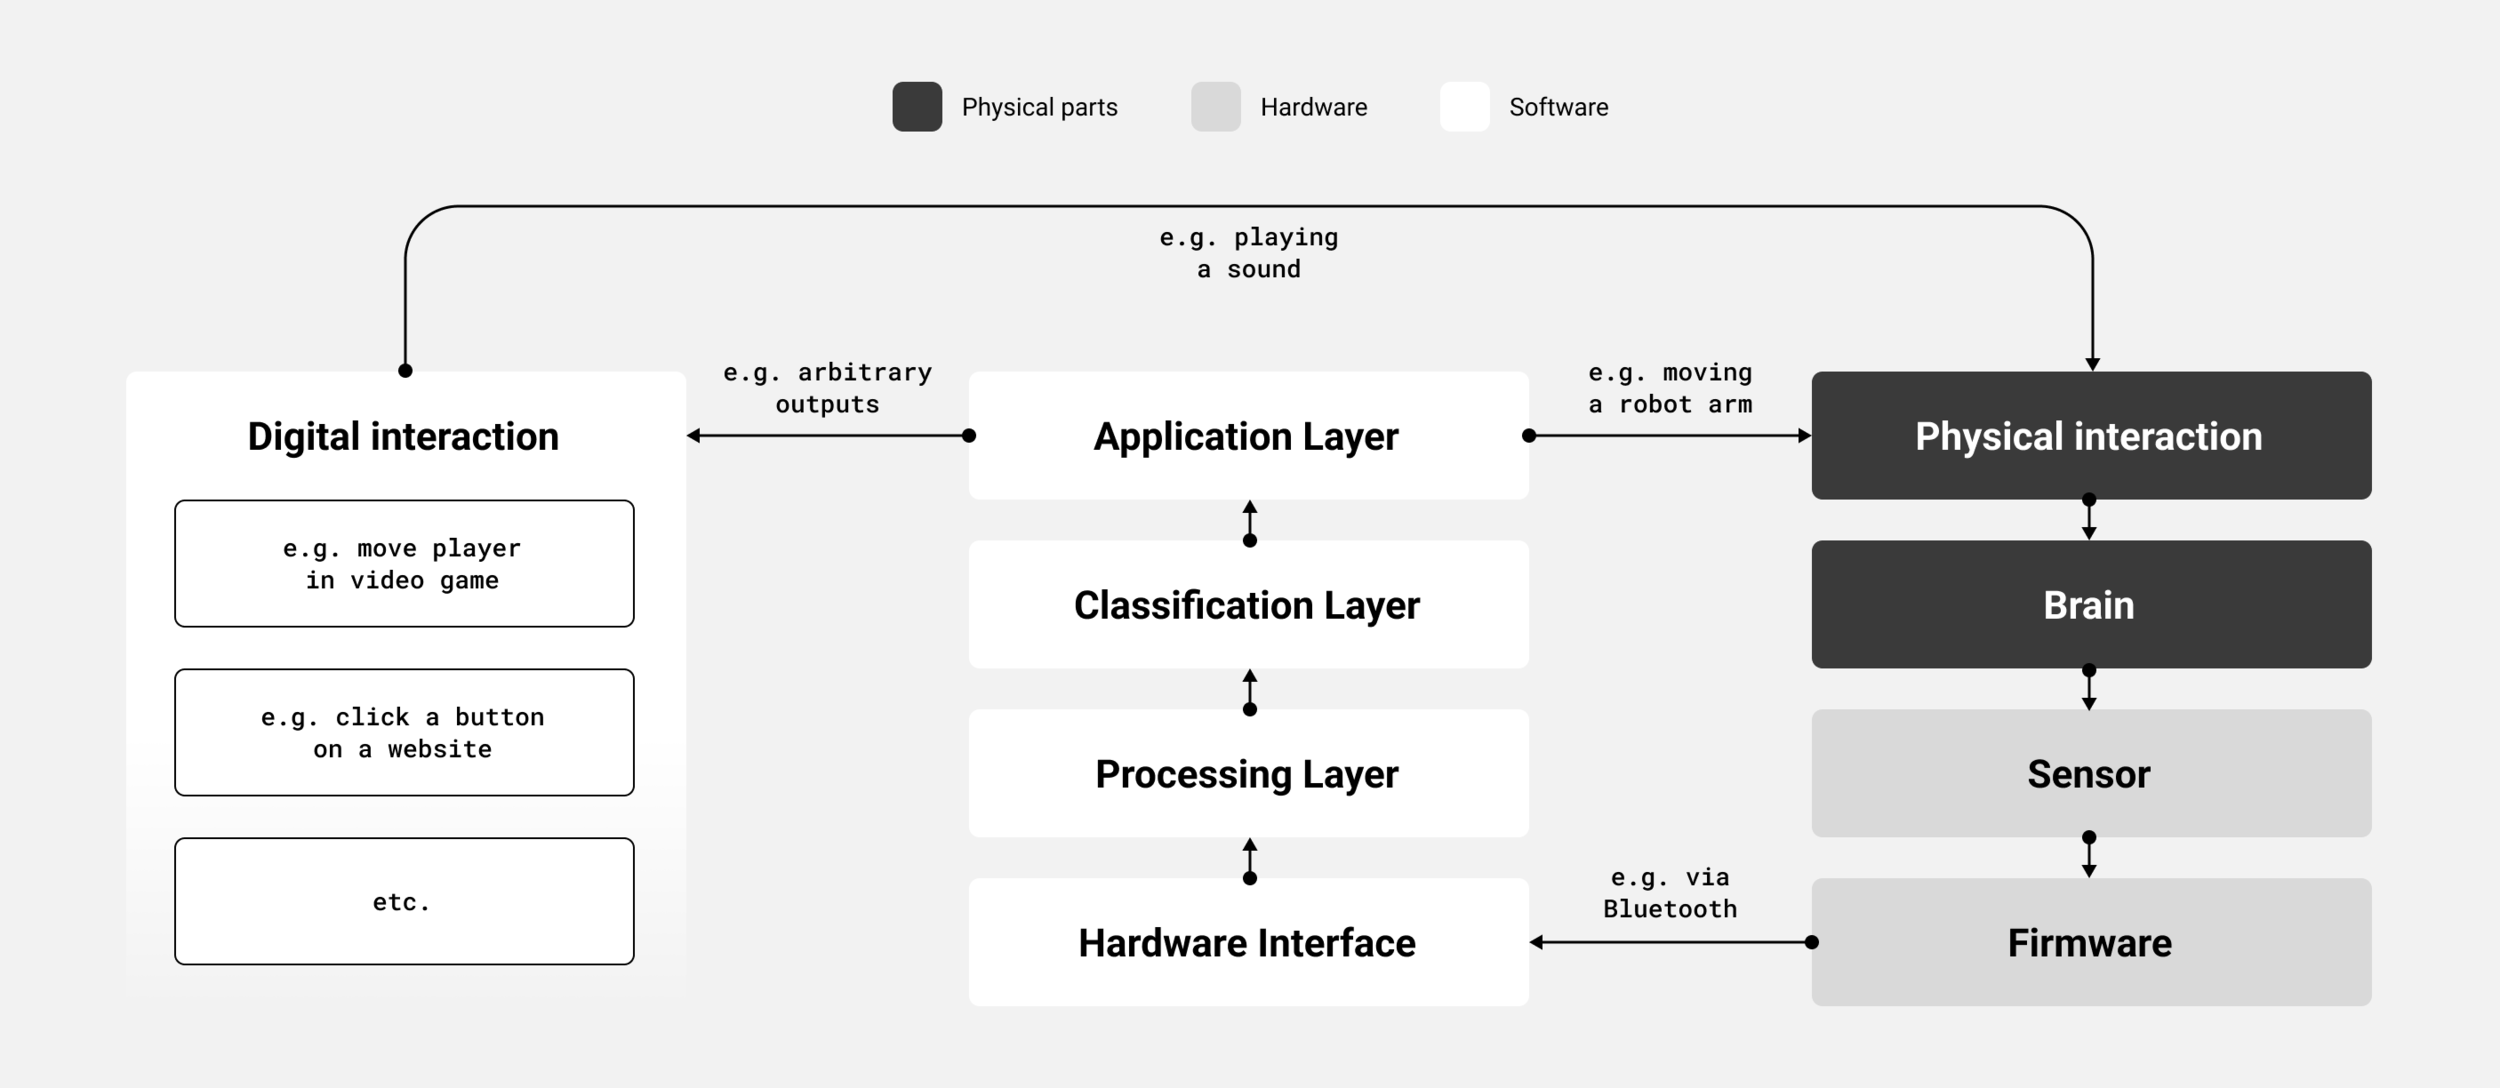 Physical parts
Hardware
Software
e.g. playing
a sound
e.g. arbitrary
outputs
e.g. moving
a robot arm
Digital interaction
Application Layer
Physical interaction
e.g. move player
in video game
Classification Layer
Brain
e.g. click a button
on a website
Processing Layer
Sensor
etc.
e.g. via
Bluetooth
Hardware Interface
Firmware